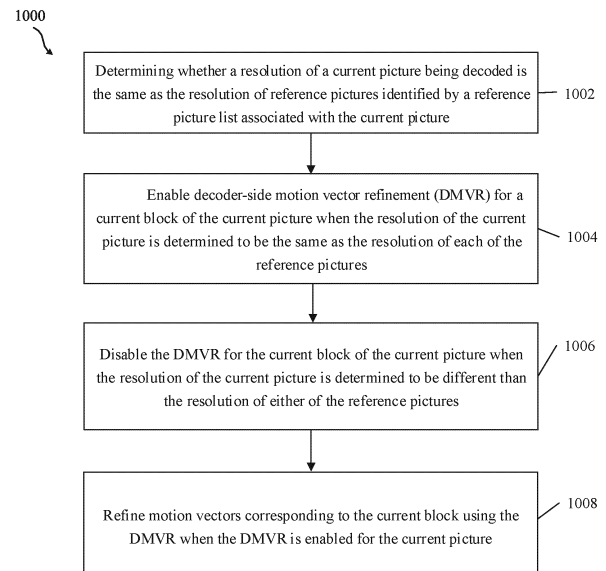 1000
Determining whether a resolution of a current picture being decoded is
the same as the resolution of reference pictures identified by a reference
picture list associated with the current picture
1002
Enable decoder-side motion vector refinement (DMVR) for a
current block of the current picture when the resolution of the current
picture is determined to be the same as the resolution of each of the
reference pictures
1004
Disable the DMVR for the current block of the current picture when
the resolution of the current picture is determined to be different than
the resolution of either of the reference pictures
1006
Refine motion vectors corresponding to the current block using the
DMVR when the DMVR is enabled for the current picture
1008